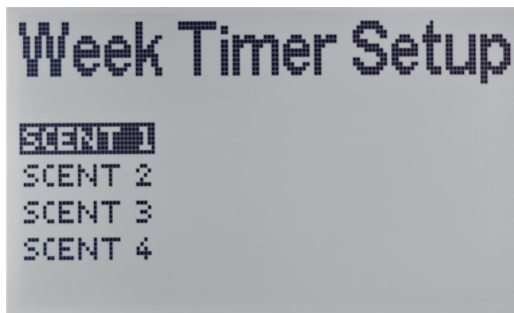 Week Timer Setup
SCENT 1
SCENT 2
SCENT 3
SCENT 4